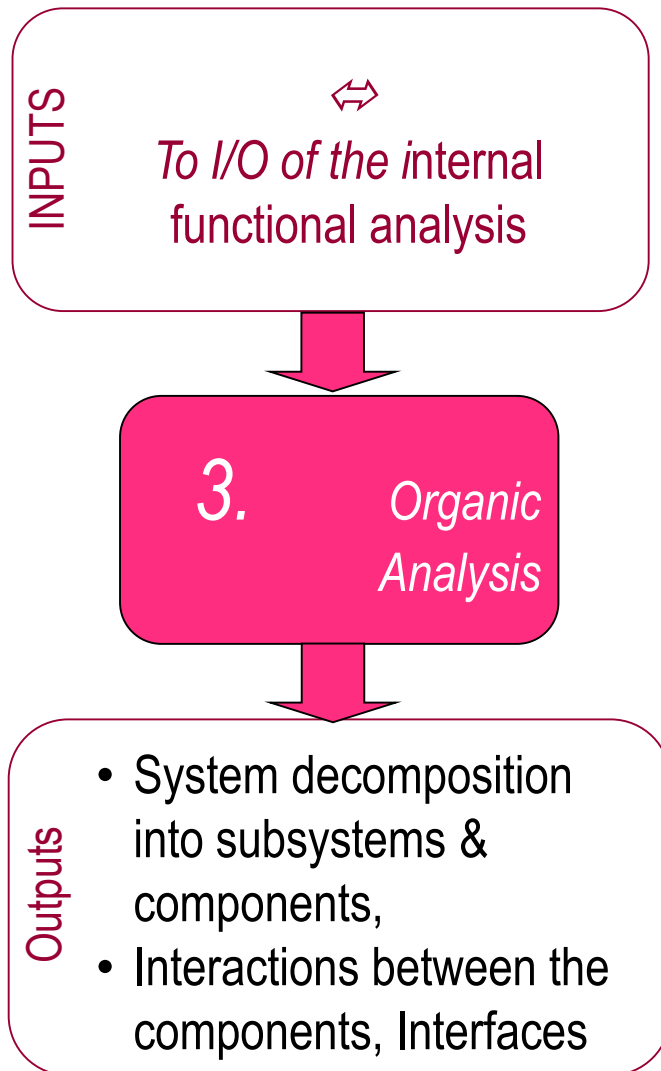 INPUTS
⬄
To I/O of the internal
functional analysis
3.
Organic
Analysis
Outputs
• System decomposition
into subsystems &
components,
• Interactions between the
components, Interfaces